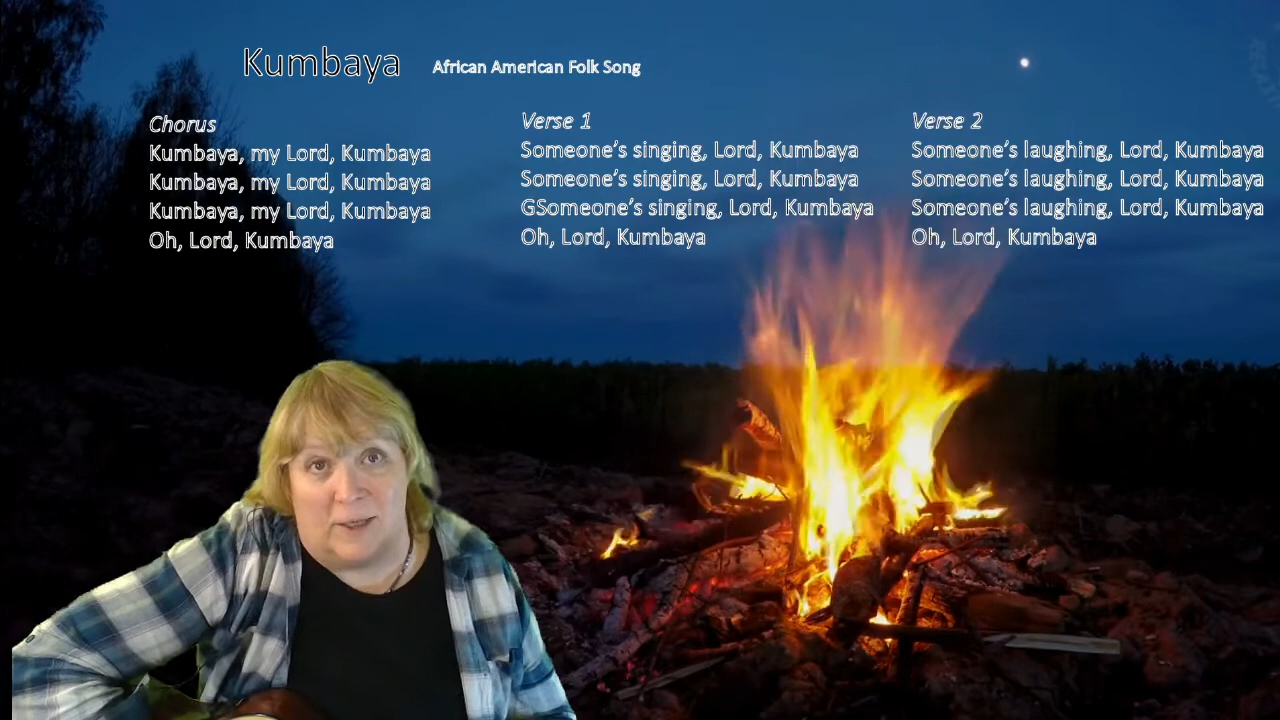 Kumbaya African American Folk Song
Chorus
Kumbaya, my Lord, Kumbaya
Kumbaya, my Lord, Kumbaya
Kumbaya, my Lord, Kumbaya
Oh, Lord, Kumbaya
Verse 1
Someone’s singing, Lord, Kumbaya
Someone’s singing, Lord, Kumbaya
GSomeone’s singing, Lord, Kumbaya
Oh, Lord, Kumbaya
Verse 2
Someone’s laughing, Lord, Kumbaya
Someone’s laughing, Lord, Kumbaya
Someone’s laughing, Lord, Kumbaya
Oh, Lord, Kumbaya